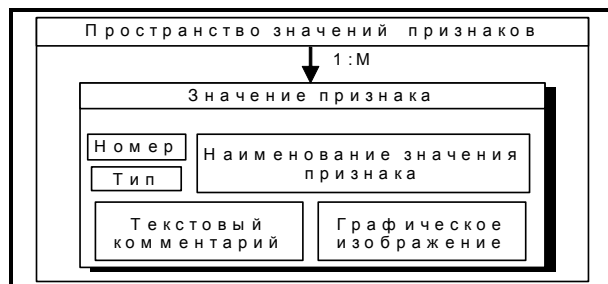 Пространство значений признаков
1:М
Значение признака
Номер
Тип
Наименование значения
признака
Текстовый
комментарий
Графическое
изображение